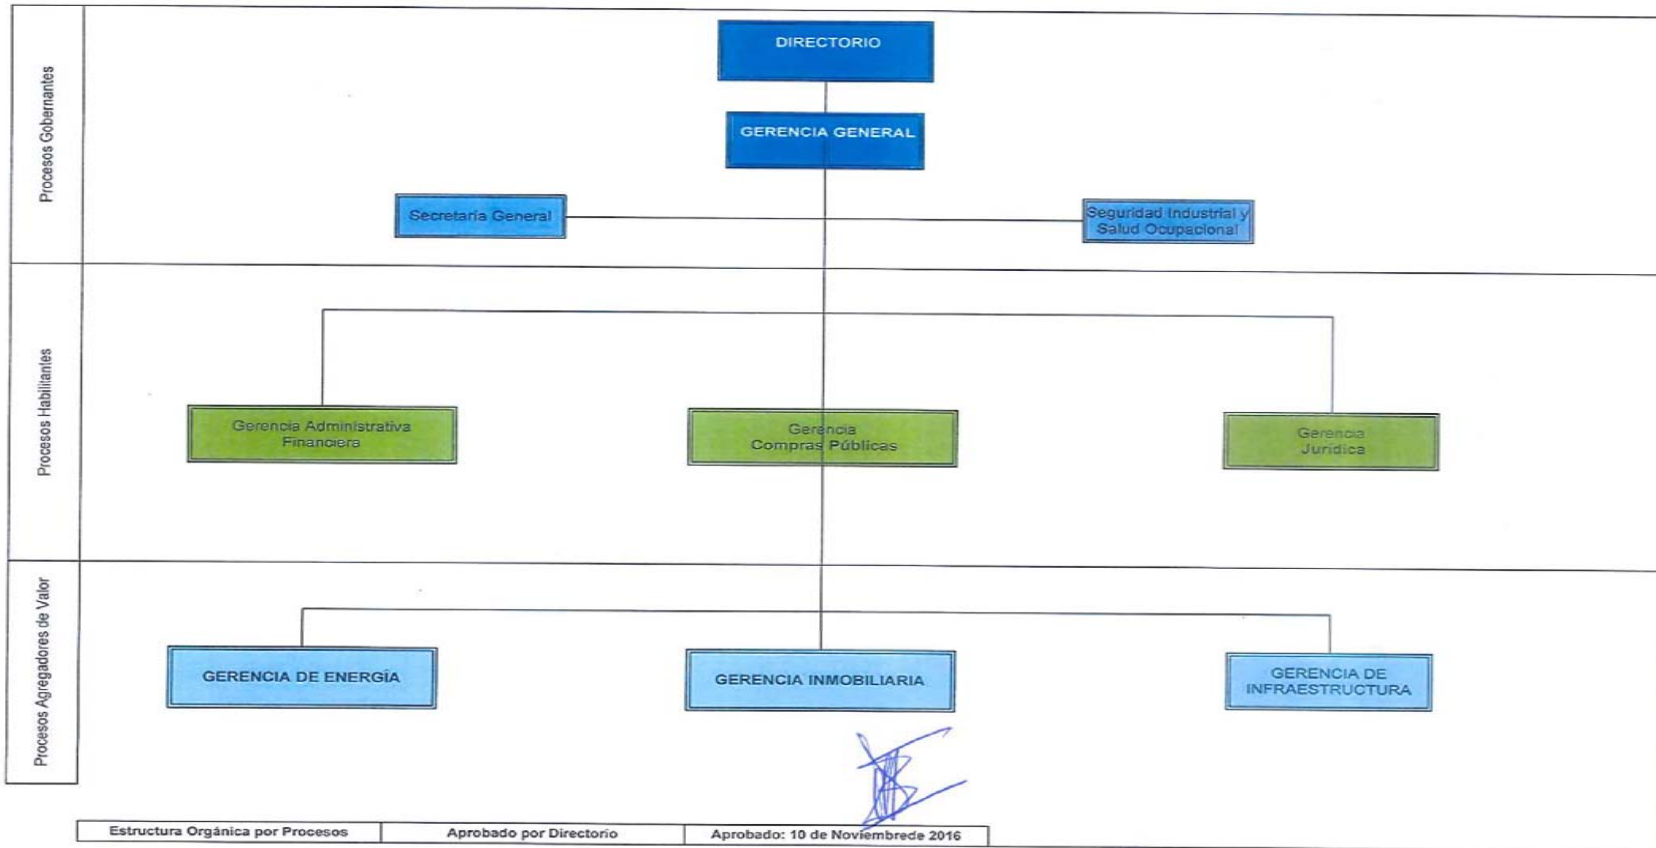 Procesos Gobernantes
DIRECTORIO
GERENCIA GENERAL
Secretaría General
Seguridad Industrial y
Salud Ocupacional
Procesos Habilitantes
Gerencia Administrativa
Financiera
Gerencia
Compras Públicas
Gerencia
Jurídica
Procesos Agregadores de Valor
GERENCIA DE ENERGÍA
GERENCIA INMOBILIARIA
GERENCIA DE
INFRAESTRUCTURA
Estructura Orgánica por Procesos
Aprobado por Directorio
Aprobado: 10 de Noviembrede 2016